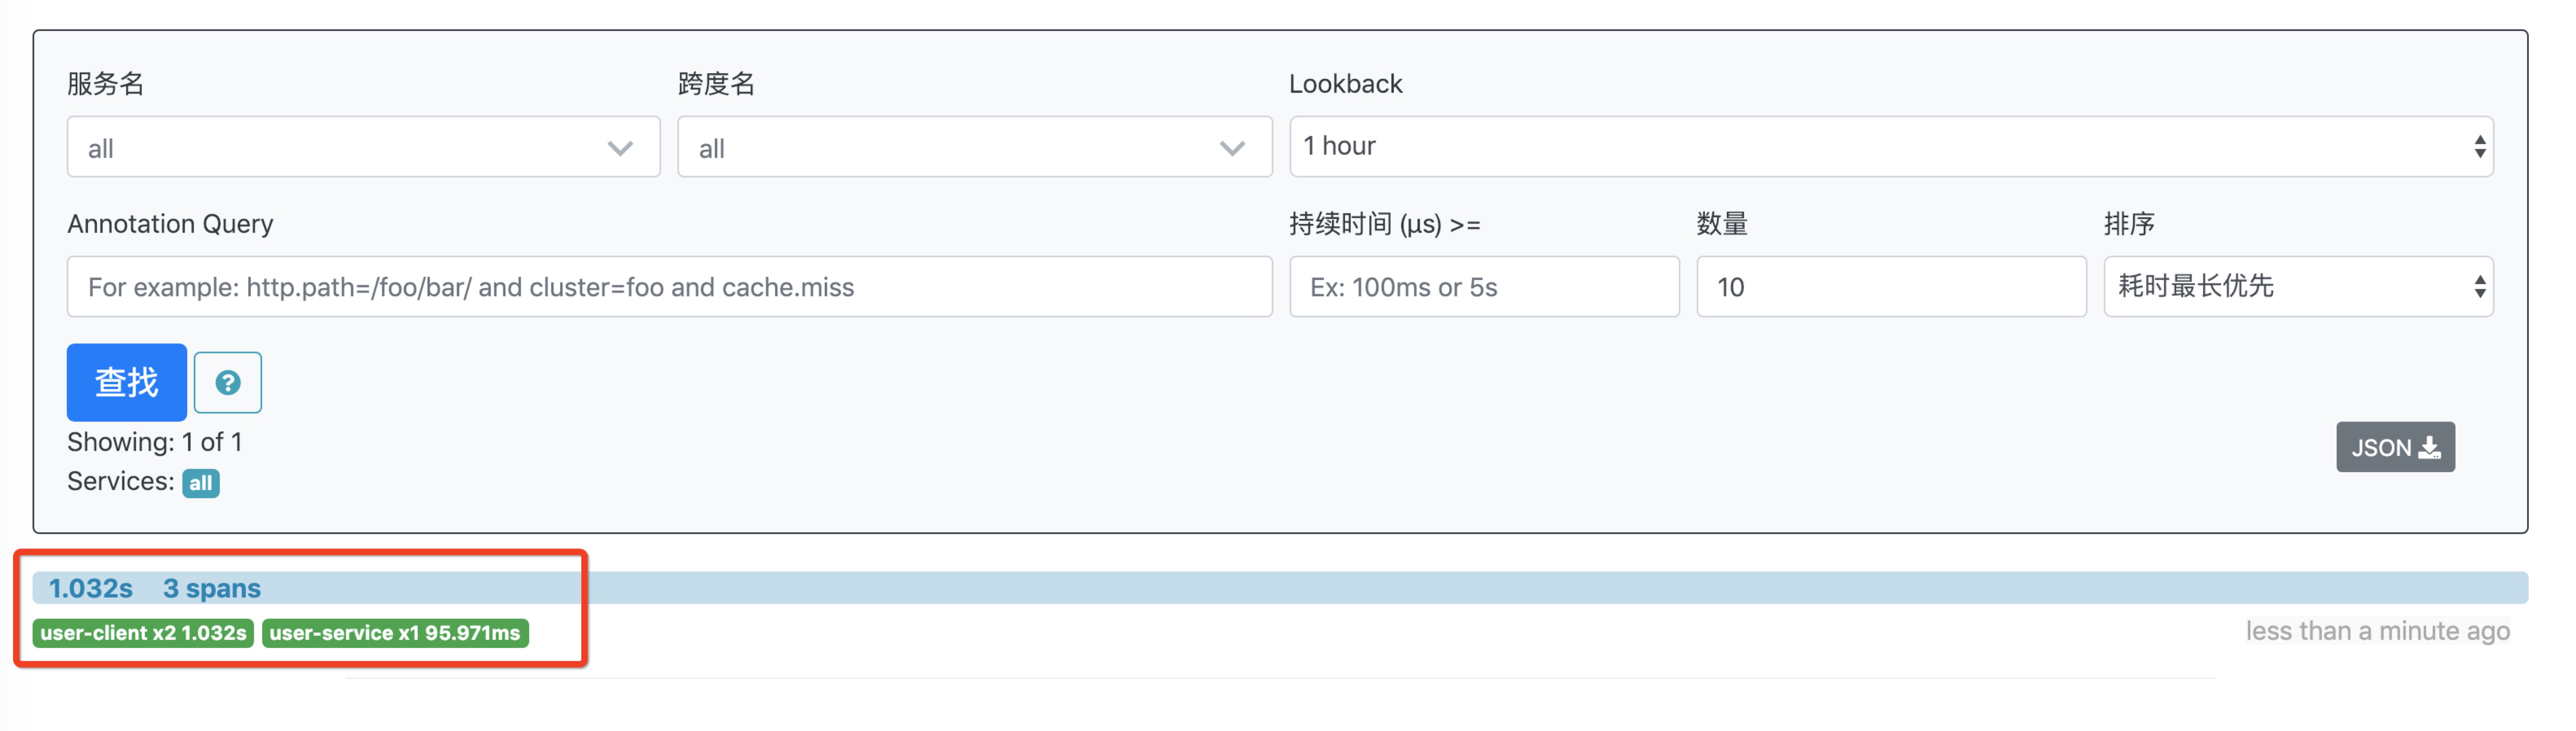 服务名 跨度名 Lookback
all all 1 hour
Annotation Query 持续时间 (μs) >= 数量 排序
For example: http.path=/foo/bar/ and cluster=foo and cache.miss Ex: 100ms or 5s 10 耗时最长优先
查找 ?
Showing: 1 of 1 JSON
Services: all
1.032s 3 spans
user-client x2 1.032s user-service x1 95.971ms less than a minute ago